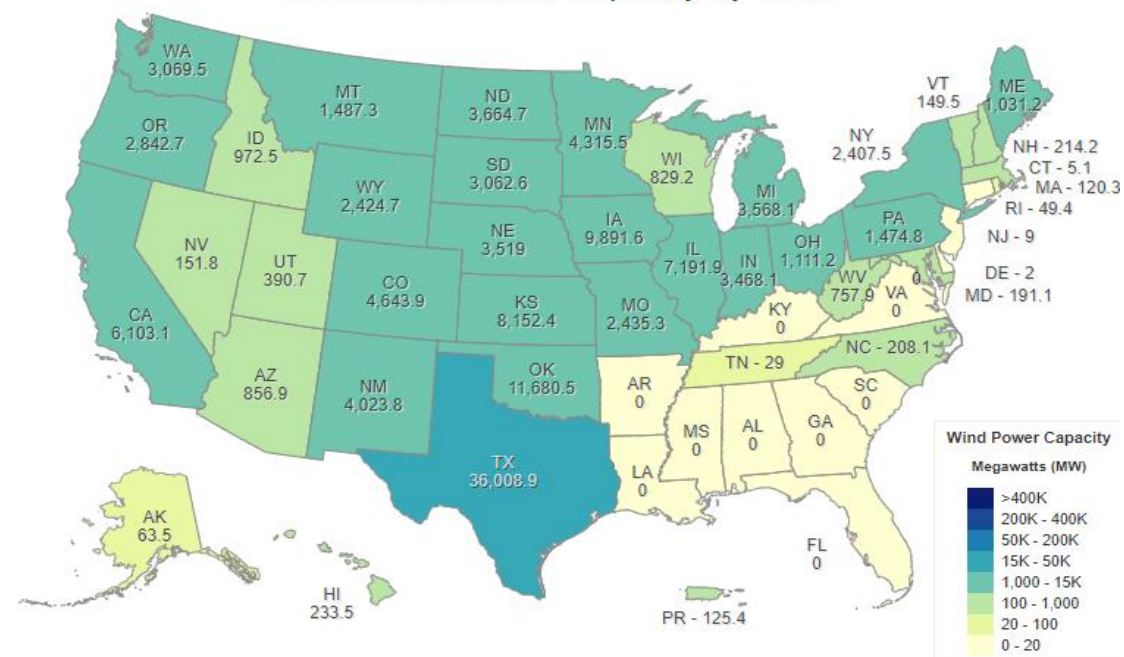 WA
3,069.5
OR
2,842.7
CA
6,103.1
ID
972.5
NV
151.8
MT
1,487.3
WY
2,424.7
UT
390.7
AZ
856.9
CO
4,643.9
NM
4,023.8
ND
3,664.7
SD
3,062.6
NE
3,519
KS
8,152.4
OK
11,680.5
TX
36,008.9
MN
4,315.5
IA
9,891.6
MO
2,435.3
AR
0
LA
0
WI
829.2
IL
7,191.9
MI
3,568.1
IN
3,468.1
OH
1,111.2
KY
0
TN - 29
MS
0
AL
0
GA
0
FL
0
SC
0
NC - 208.1
VA
0
WV
757.9
0
PA
1,474.8
NY
2,407.5
VT
149.5
ME
1,031.2
NH - 214.2
CT - 5.1
MA - 120.3
RI - 49.4
NJ - 9
DE - 2
MD - 191.1
AK
63.5
HI
233.5
PR - 125.4
Wind Power Capacity
Megawatts (MW)
>400K
200K - 400K
50K - 200K
15K - 50K
1,000 - 15K
100 - 1,000
20 - 100
0 - 20